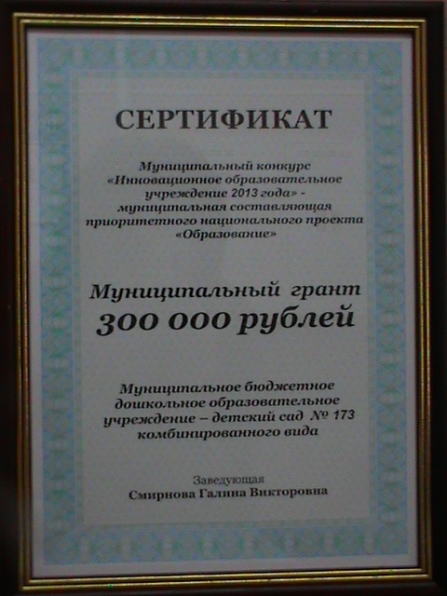 СЕРТИФИКАТ
Муниципальный конкурс
«Инновационное образовательное
учреждение 2013 года» -
муниципальная составляющая
приоритетного национального проекта
«Образование»
Муниципальный грант
300 000 рублей
Муниципальное бюджетное
дошкольное образовательное
учреждение – детский сад № 173
комбинированного вида
Заведующая
Смирнова Галина Викторовна